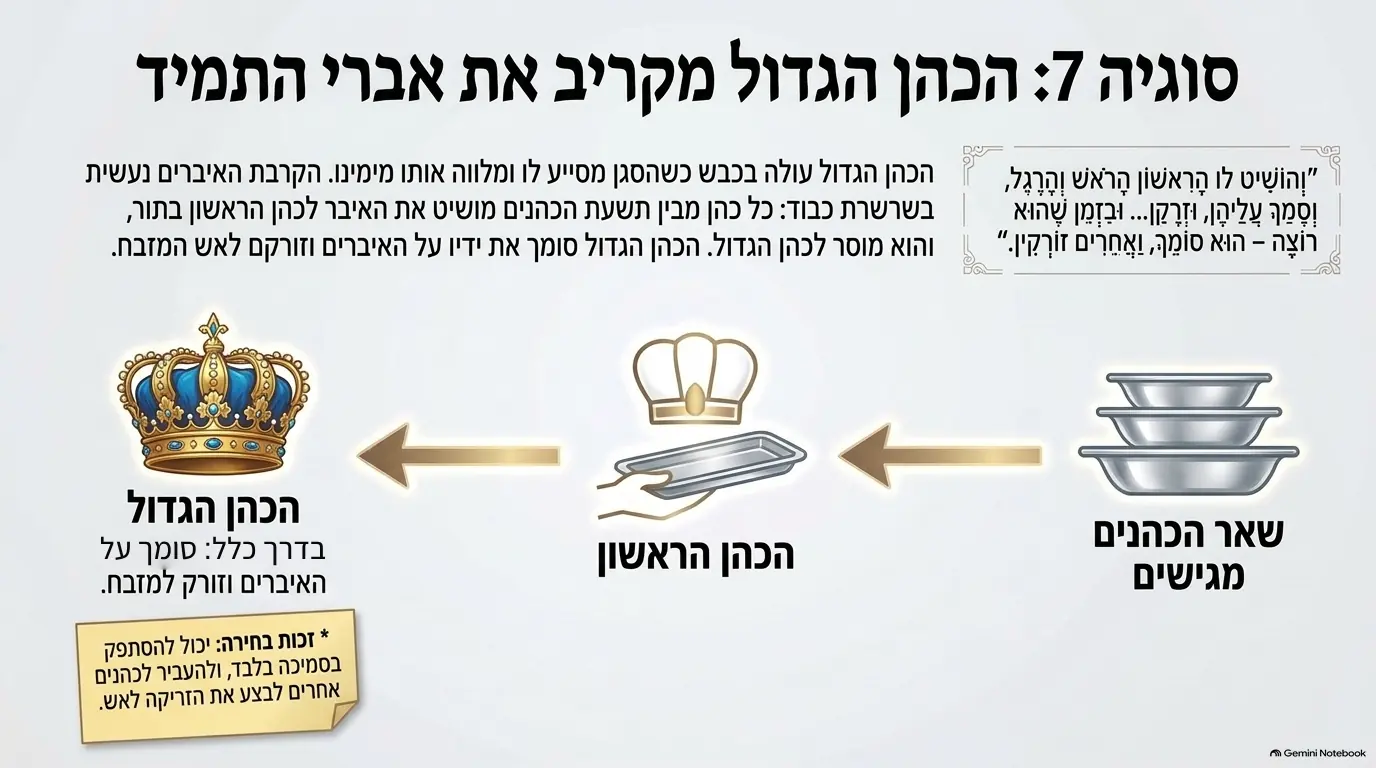 סוגיה 7: הכהן הגדול מקריב את אברי התמיד
"וְהוֹשִׁיט לוֹ הָרִאשׁוֹן הָרֹאשׁ וְהָרֶגֶל,
וְסָמַךְ עֲלֵיהֶן, וּזְרָקָן... וּבִזְמַן שֶׁהוּא
רוֹצֶה – הוּא סוֹמֵךְ, וַאֲחֵרִים זוֹרְקִין."
הכהן הגדול עולה בכבש כשהסגן מסייע לו ומלווה אותו מימינו. הקרבת האיברים נעשית
בשרשרת כבוד: כל כהן מבין תשעת הכהנים מושיט את האיבר לכהן הראשון בתור,
והוא מוסר לכהן הגדול. הכהן הגדול סומך את ידיו על האיברים וזורקם לאש המזבח.
שאר הכהנים
מגישים
הכהן הראשון
הכהן הגדול
בדרך כלל: סומך על
האיברים וזורק למזבח.
* זכות בחירה: יכול להסתפק
בסמיכה בלבד, ולהעביר לכהנים
אחרים לבצע את הזריקה לאש.
Gemini Notebook